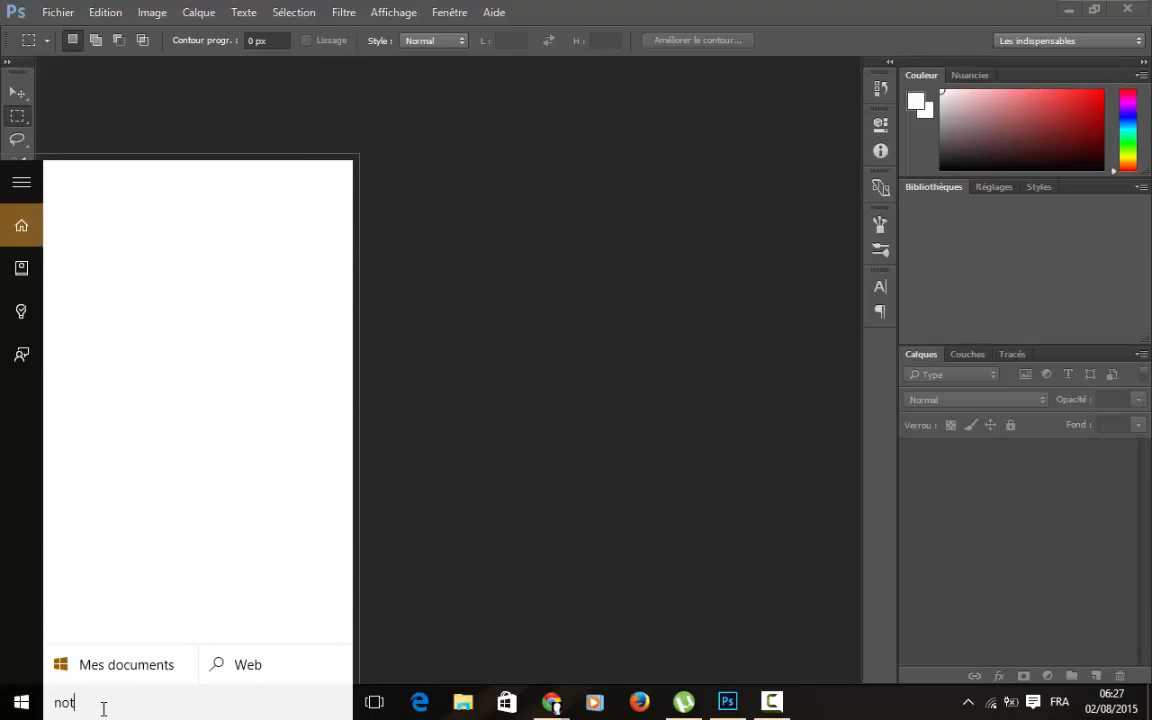 Ps Fichier Edition Image Calque Texte Sélection Filtre Affichage Fenêtre Aide
Contour progr. : 0 px Lissage Style : Normal L : H : Améliorer le contour... Les indispensables
Couleur Nuancier
Bibliothèques Réglages Styles
Calques Couches Tracés
Type
Normal Opacité :
Verrou : Fond :
fx
Mes documents Web
not
Ps FRA 06:27
02/08/2015